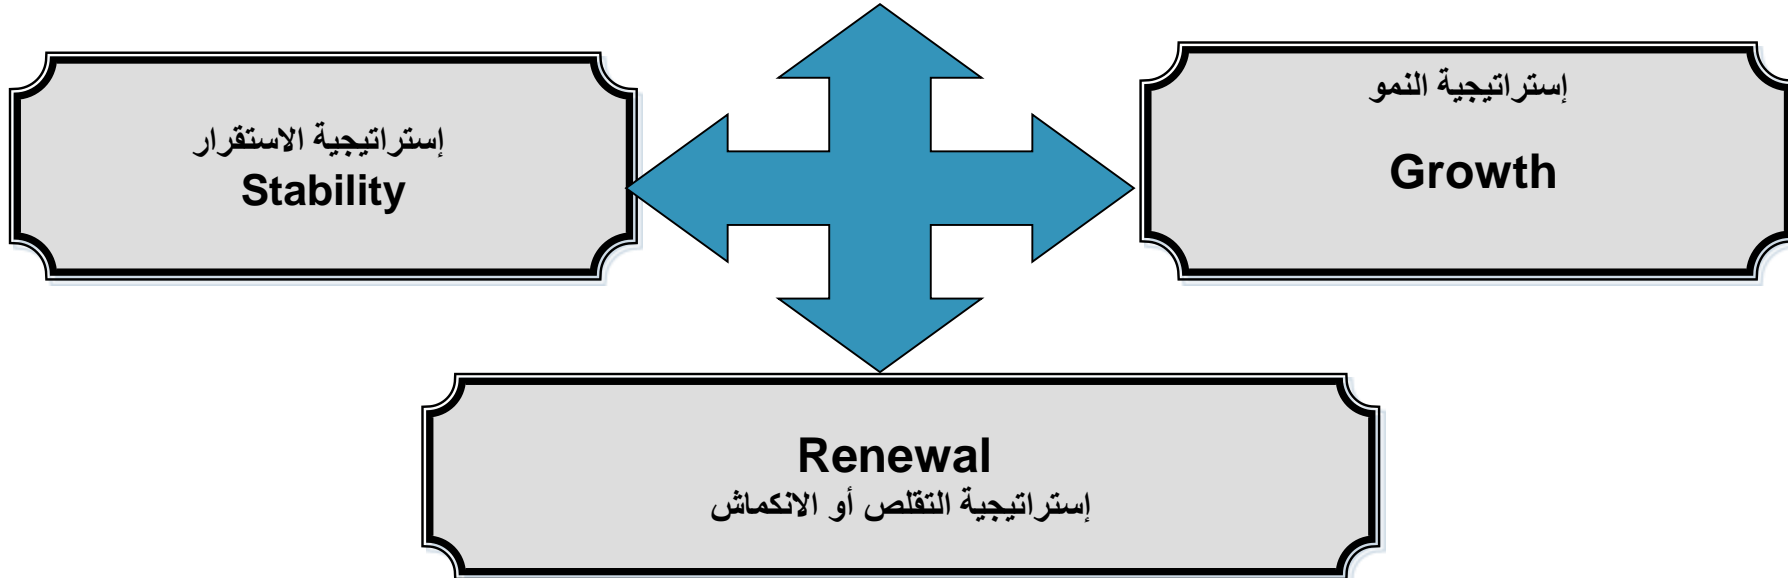 إستراتيجية النمو
Growth
إستراتيجية الاستقرار
Stability
Renewal
إستراتيجية التقلص أو الانكماش